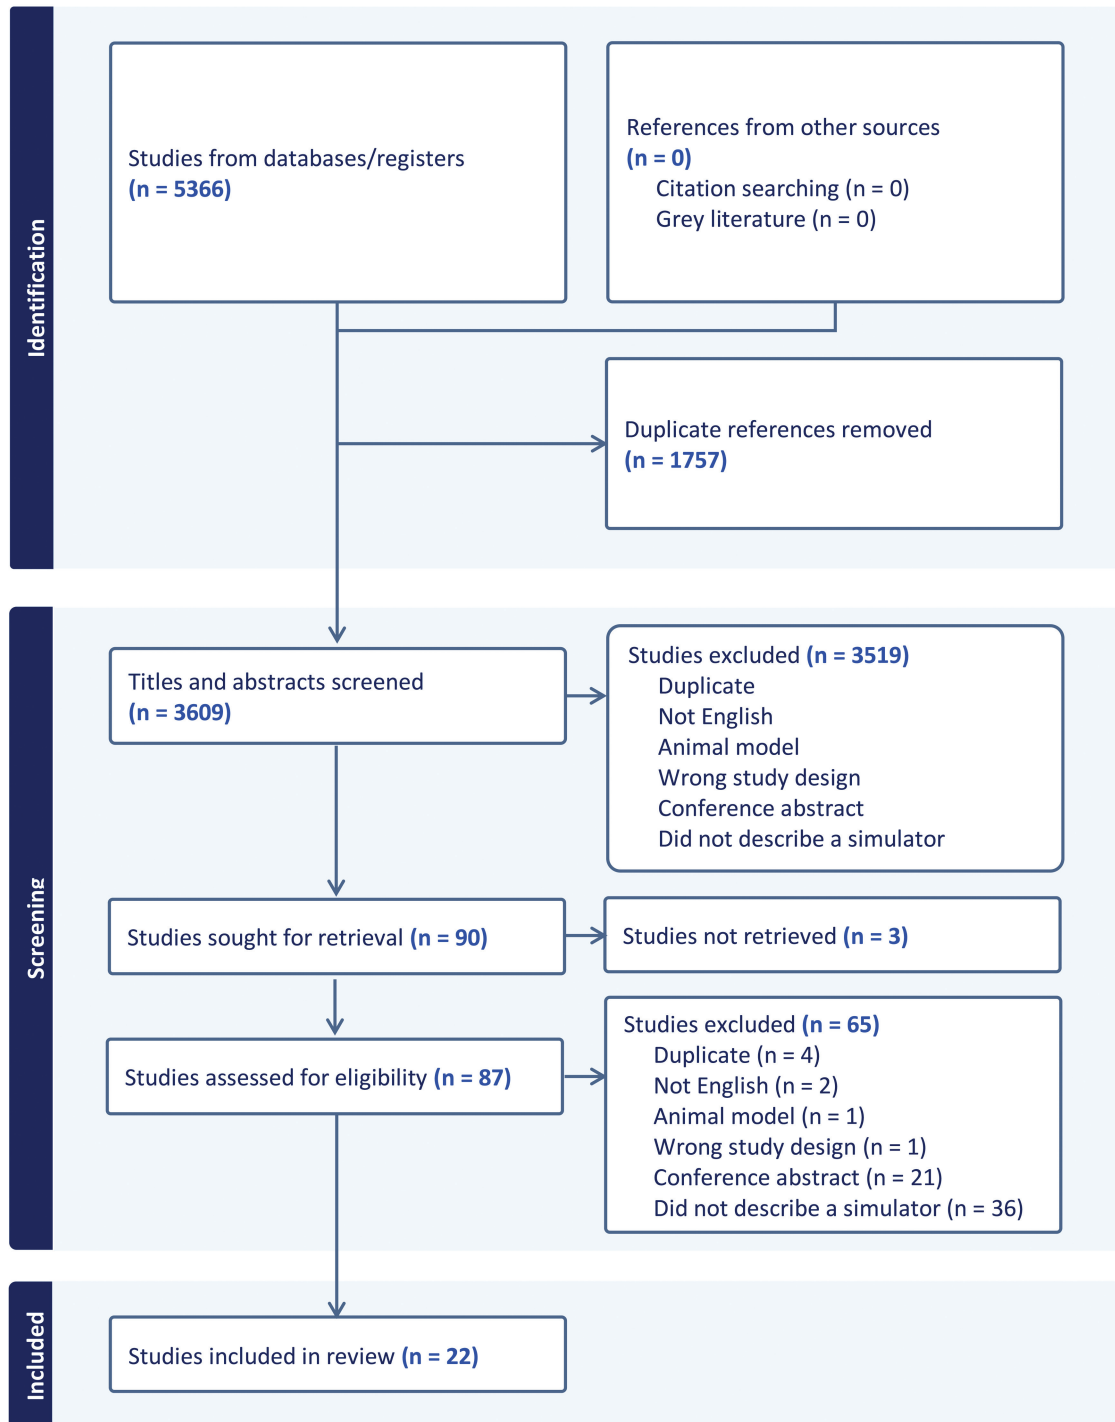 Identification
Studies from databases/registers
(n = 5366)
References from other sources
(n = 0)
Citation searching (n = 0)
Grey literature (n = 0)
Duplicate references removed
(n = 1757)
Screening
Titles and abstracts screened
(n = 3609)
Studies excluded (n = 3519)
Duplicate
Not English
Animal model
Wrong study design
Conference abstract
Did not describe a simulator
Studies sought for retrieval (n = 90)
Studies not retrieved (n = 3)
Studies assessed for eligibility (n = 87)
Studies excluded (n = 65)
Duplicate (n = 4)
Not English (n = 2)
Animal model (n = 1)
Wrong study design (n = 1)
Conference abstract (n = 21)
Did not describe a simulator (n = 36)
Included
Studies included in review (n = 22)